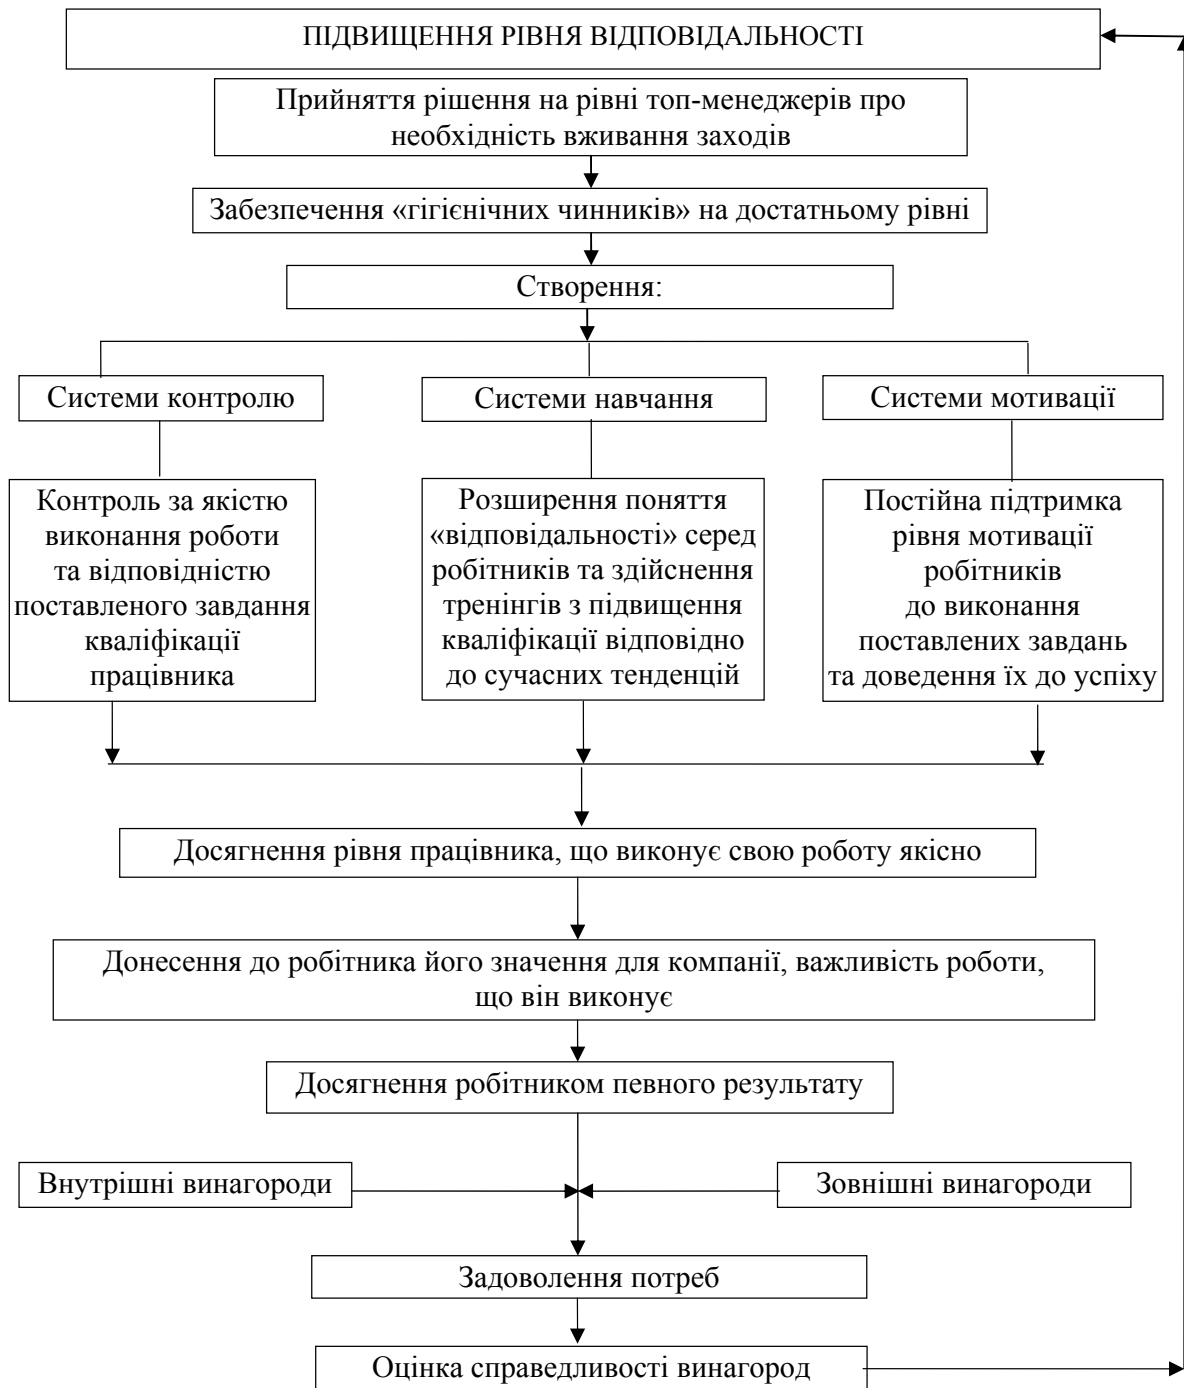 ПІДВИЩЕННЯ РІВНЯ ВІДПОВІДАЛЬНОСТІ
Прийняття рішення на рівні топ-менеджерів про
необхідність вживання заходів
Забезпечення «гігієнічних чинників» на достатньому рівні
Створення:
Системи контролю
Системи навчання
Системи мотивації
Контроль за якістю
виконання роботи
та відповідністю
поставленого завдання
кваліфікації
працівника
Розширення поняття
«відповідальності» серед
робітників та здійснення
тренінгів з підвищення
кваліфікації відповідно
до сучасних тенденцій
Постійна підтримка
рівня мотивації
робітників
до виконання
поставлених завдань
та доведення їх до успіху
Досягнення рівня працівника, що виконує свою роботу якісно
Донесення до робітника його значення для компанії, важливість роботи,
що він виконує
Досягнення робітником певного результату
Внутрішні винагороди
Зовнішні винагороди
Задоволення потреб
Оцінка справедливості винагород